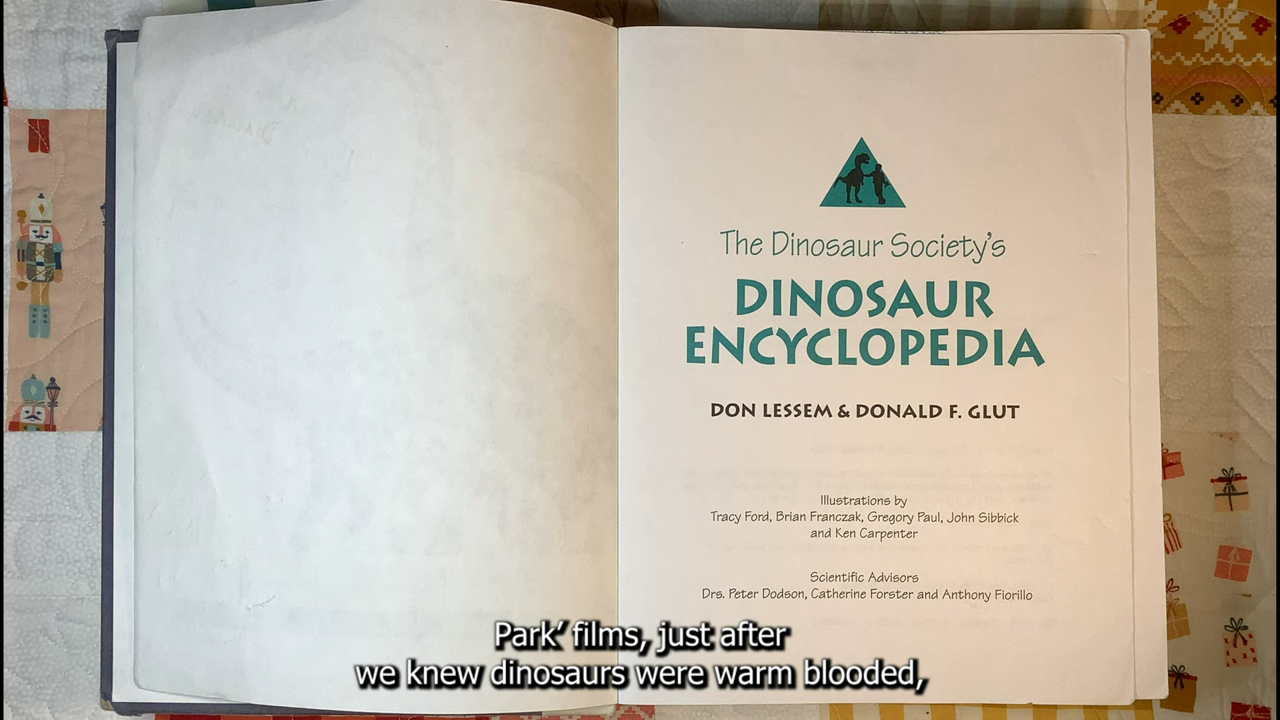 The Dinosaur Society's
DINOSAUR
ENCYCLOPEDIA
DON LESSEM & DONALD F. GLUT
Illustrations by
Tracy Ford, Brian Franczak, Gregory Paul, John Sibbick
and Ken Carpenter
Scientific Advisors
Drs. Peter Dodson, Catherine Forster and Anthony Fiorillo
Park’ films, just after
we knew dinosaurs were warm blooded,